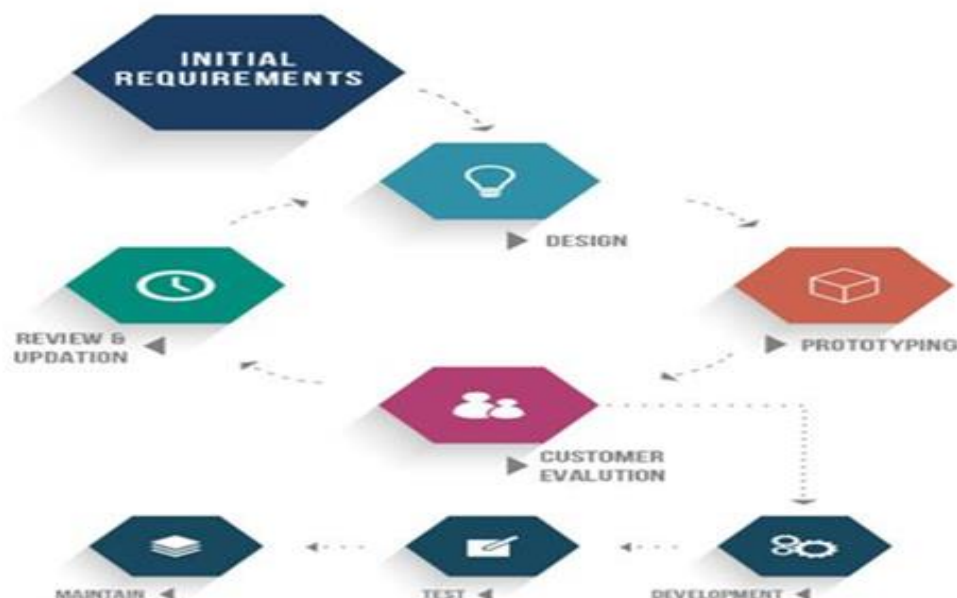 INITIAL
REQUIREMENTS
DESIGN
REVIEW &
UPDATION
PROTOTYPING
CUSTOMER
EVALUTION
MAINTAIN
TEST
DEVELOPMENT